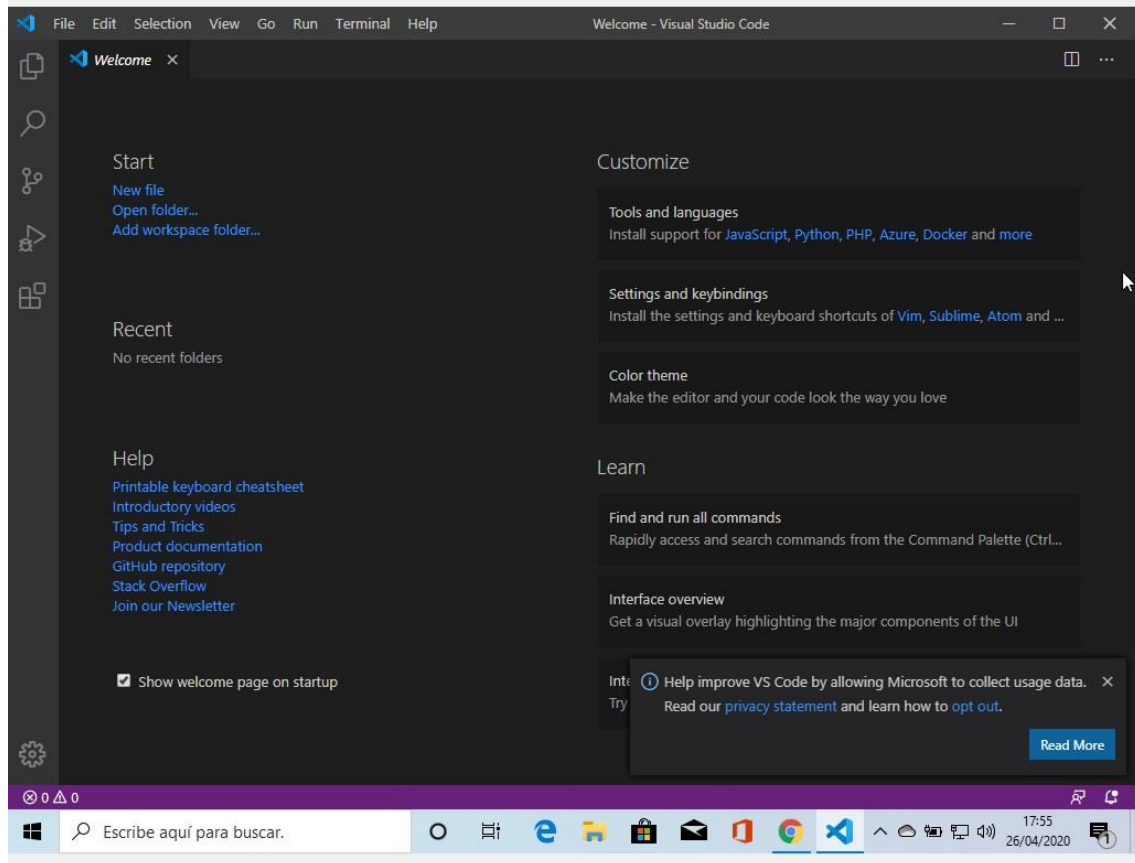 File Edit Selection View Go Run Terminal Help
Welcome - Visual Studio Code
Welcome
Start
New file
Open folder...
Add workspace folder...
Recent
No recent folders
Help
Printable keyboard cheatsheet
Introductory videos
Tips and Tricks
Product documentation
GitHub repository
Stack Overflow
Join our Newsletter
Show welcome page on startup
Customize
Tools and languages
Install support for JavaScript, Python, PHP, Azure, Docker and more
Settings and keybindings
Install the settings and keyboard shortcuts of Vim, Sublime, Atom and ...
Color theme
Make the editor and your code look the way you love
Learn
Find and run all commands
Rapidly access and search commands from the Command Palette (Ctrl...
Interface overview
Get a visual overlay highlighting the major components of the UI
Inte
Try
Help improve VS Code by allowing Microsoft to collect usage data.
Read our privacy statement and learn how to opt out.
Read More
0 0
Escribe aquí para buscar.
17:55
26/04/2020
1